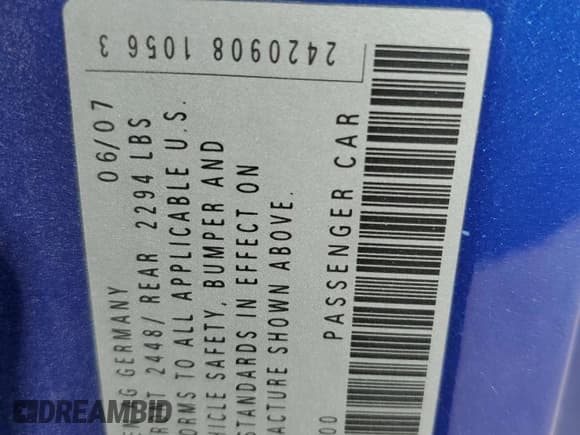 2420908 1056 3
G GERMANY 06/07
2448/ REAR 2294 LBS
ORMS TO ALL APPLICABLE U.S.
HICLE SAFETY, BUMPER AND
STANDARDS IN EFFECT ON
ACTURE SHOWN ABOVE.
00 PASSENGER CAR
DREAMBID